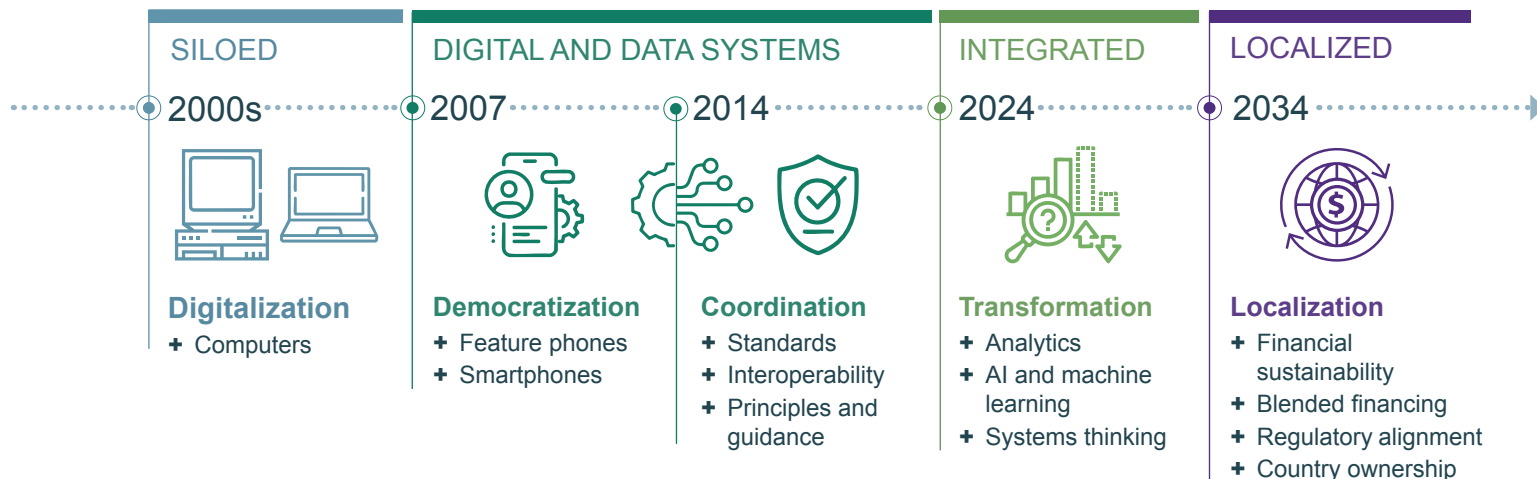 SILOED
DIGITAL AND DATA SYSTEMS
INTEGRATED
LOCALIZED
2000s
2007
2014
2024
2034
?
$
Digitalization
+ Computers
Democratization
+ Feature phones
+ Smartphones
Coordination
+ Standards
+ Interoperability
+ Principles and
guidance
Transformation
+ Analytics
+ AI and machine
learning
+ Systems thinking
Localization
+ Financial
sustainability
+ Blended financing
+ Regulatory alignment
+ Country ownership